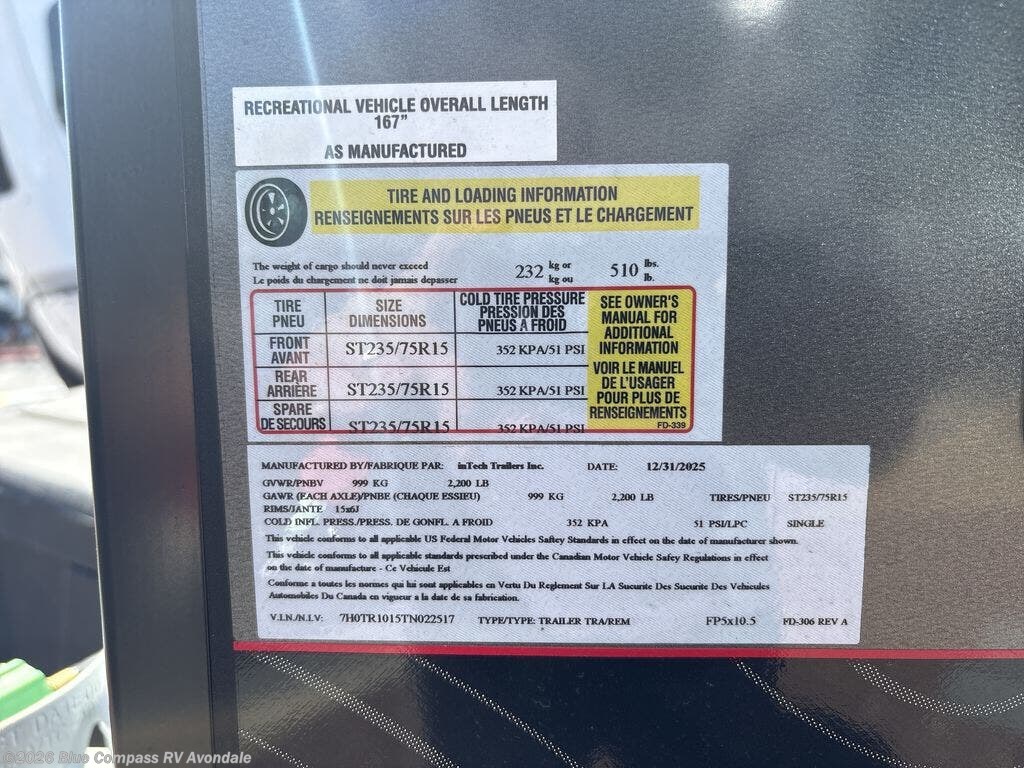 RECREATIONAL VEHICLE OVERALL LENGTH
167"
AS MANUFACTURED
TIRE AND LOADING INFORMATION
RENSEIGNEMENTS SUR LES PNEUS ET LE CHARGEMENT
The weight of cargo should never exceed
Le poids du chargement ne doit jamais depasser
232 kg or kg ou 510 lbs. lb.
TIRE PNEU SIZE DIMENSIONS COLD TIRE PRESSURE PRESSION DES PNEUS À FROID
FRONT AVANT ST235/75R15 352 KPA/51 PSI
REAR ARRIÈRE ST235/75R15 352 KPA/51 PSI
SPARE DE SECOURS ST235/75R15 352 KPA/51 PSI
SEE OWNER'S
MANUAL FOR
ADDITIONAL
INFORMATION
VOIR LE MANUEL
DE L'USAGER
POUR PLUS DE
RENSEIGNEMENTS
FD-339
MANUFACTURED BY/FABRIQUE PAR: inTech Trailers Inc. DATE: 12/31/2025
GVWR/PNBV 999 KG 2,200 LB
GAWR (EACH AXLE)/PNBE (CHAQUE ESSIEU) 999 KG 2,200 LB TIRES/PNEU ST235/75R15
RIMS/JANTE 15x6J
COLD INFL. PRESS./PRESS. DE GONFL. A FROID 352 KPA 51 PSI/LPC SINGLE
This vehicle conforms to all applicable US Federal Motor Vehicles Saftey Standards in effect on the date of manufacturer shown.
This vehicle conforms to all applicable standards prescribed under the Canadian Motor Vehicle Safey Regulations in effect
on the date of manufacture - Ce Vehicule Est
Conforme a toutes les normes qui lui sont applicables en Vertu Du Reglement Sur LA Sucurite Des Sucurite Des Vehicules
Automobiles Du Canada en vigueur a la date de sa fabrication.
V.I.N./N.I.V: 7H0TR1015TN022517 TYPE/TYPE: TRAILER TRA/REM FP5x10.5 FD-306 REV A
©2026 Blue Compass RV Avondale